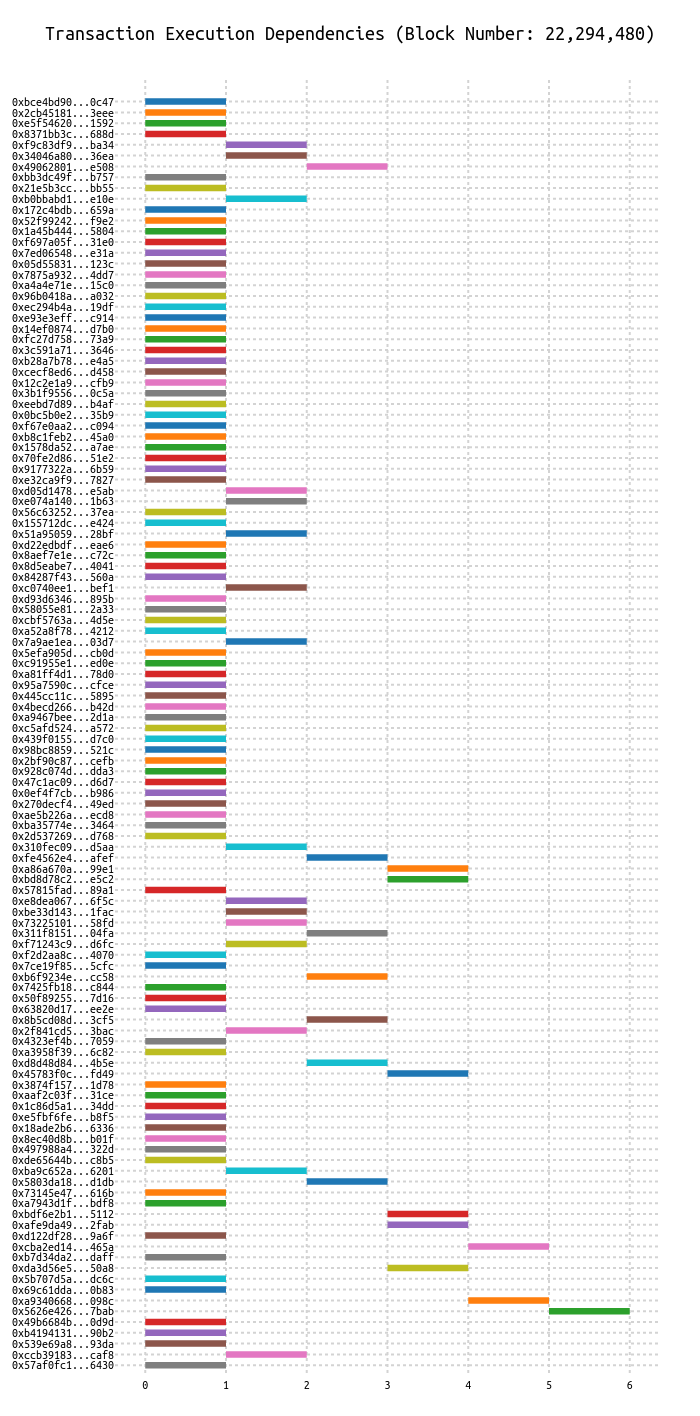 Transaction Execution Dependencies (Block Number: 22,294,480)
0xbce4bd90...0c47
0x2cb45181...3eee
0xe5f54620...1592
0x8371bb3c...688d
0xf9c83df9...ba34
0x34046a80...36ea
0x49062801...e508
0xbb3dc49f...b757
0x21e5b3cc...bb55
0xb0bbabd1...e10e
0x172c4bdb...659a
0x52f99242...f9e2
0x1a45b444...5804
0xf697a05f...31e0
0x7ed06548...e31a
0x05d55831...123c
0x7875a932...4dd7
0xa4a4e71e...15c0
0x96b0418a...a032
0xec294b4a...19df
0xe93e3eff...c914
0x14ef0874...d7b0
0xfc27d758...73a9
0x3c591a71...3646
0xb28a7b78...e4a5
0xcecf8ed6...d458
0x12c2e1a9...cfb9
0x3b1f9556...0c5a
0xeebd7d89...b4af
0x0bc5b0e2...35b9
0xf67e0aa2...c094
0xb8c1feb2...45a0
0x1578da52...a7ae
0x70fe2d86...51e2
0x9177322a...6b59
0xe32ca9f9...7827
0xd05d1478...e5ab
0xe074a140...1b63
0x56c63252...37ea
0x155712dc...e424
0x51a95059...28bf
0xd22edbdf...eae6
0x8aef7e1e...c72c
0x8d5eabe7...4041
0x84287f43...560a
0xc0740ee1...bef1
0xd93d6346...895b
0x58055e81...2a33
0xcbf5763a...4d5e
0xa52a8f78...4212
0x7a9ae1ea...03d7
0x5efa905d...cb0d
0xc91955e1...ed0e
0xa81ff4d1...78d0
0x95a7590c...cfce
0x445cc11c...5895
0x4becd266...b42d
0xa9467bee...2d1a
0xc5afd524...a572
0x439f0155...d7c0
0x98bc8859...521c
0x2bf90c87...cefb
0x928c074d...dda3
0x47c1ac09...d6d7
0x0ef4f7cb...b986
0x270decf4...49ed
0xae5b226a...ecd8
0xba35774e...3464
0x2d537269...d768
0x310fec09...d5aa
0xfe4562e4...afef
0xa86a670a...99e1
0xbd8d78c2...e5c2
0x57815fad...89a1
0xe8dea067...6f5c
0xbe33d143...1fac
0x73225101...58fd
0x311f8151...04fa
0xf71243c9...d6fc
0xf2d2aa8c...4070
0x7ce19f85...5cfc
0xb6f9234e...cc58
0x7425fb18...c844
0x50f89255...7d16
0x63820d17...ee2e
0x8b5cd08d...3cf5
0x2f841cd5...3bac
0x4323ef4b...7059
0xa3958f39...6c82
0xd8d48d84...4b5e
0x45783f0c...fd49
0x3874f157...1d78
0xaaf2c03f...31ce
0x1c86d5a1...34dd
0xe5fbf6fe...b8f5
0x18ade2b6...6336
0x8ec40d8b...b01f
0x497988a4...322d
0xde65644b...c8b5
0xba9c652a...6201
0x5803da18...d1db
0x73145e47...616b
0xa7943d1f...bdf8
0xbdf6e2b1...5112
0xafe9da49...2fab
0xd122df28...9a6f
0xcba2ed14...465a
0xb7d34da2...daff
0xda3d56e5...50a8
0x5b707d5a...dc6c
0x69c61dda...0b83
0xa9340668...098c
0x5626e426...7bab
0x49b6684b...0d9d
0xb4194131...90b2
0x539e69a8...93da
0xccb39183...caf8
0x57af0fc1...6430
0 1 2 3 4 5 6